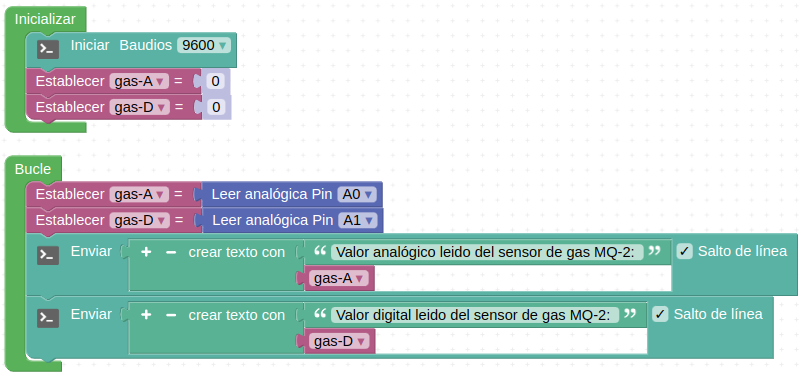 Inicializar
>_ Iniciar Baudios 9600
Establecer gas-A = 0
Establecer gas-D = 0
Bucle
Establecer gas-A = Leer analógica Pin A0
Establecer gas-D = Leer analógica Pin A1
>_ Enviar + − crear texto con “ Valor analógico leido del sensor de gas MQ-2: ” ✓ Salto de línea
gas-A
>_ Enviar + − crear texto con “ Valor digital leido del sensor de gas MQ-2: ” ✓ Salto de línea
gas-D